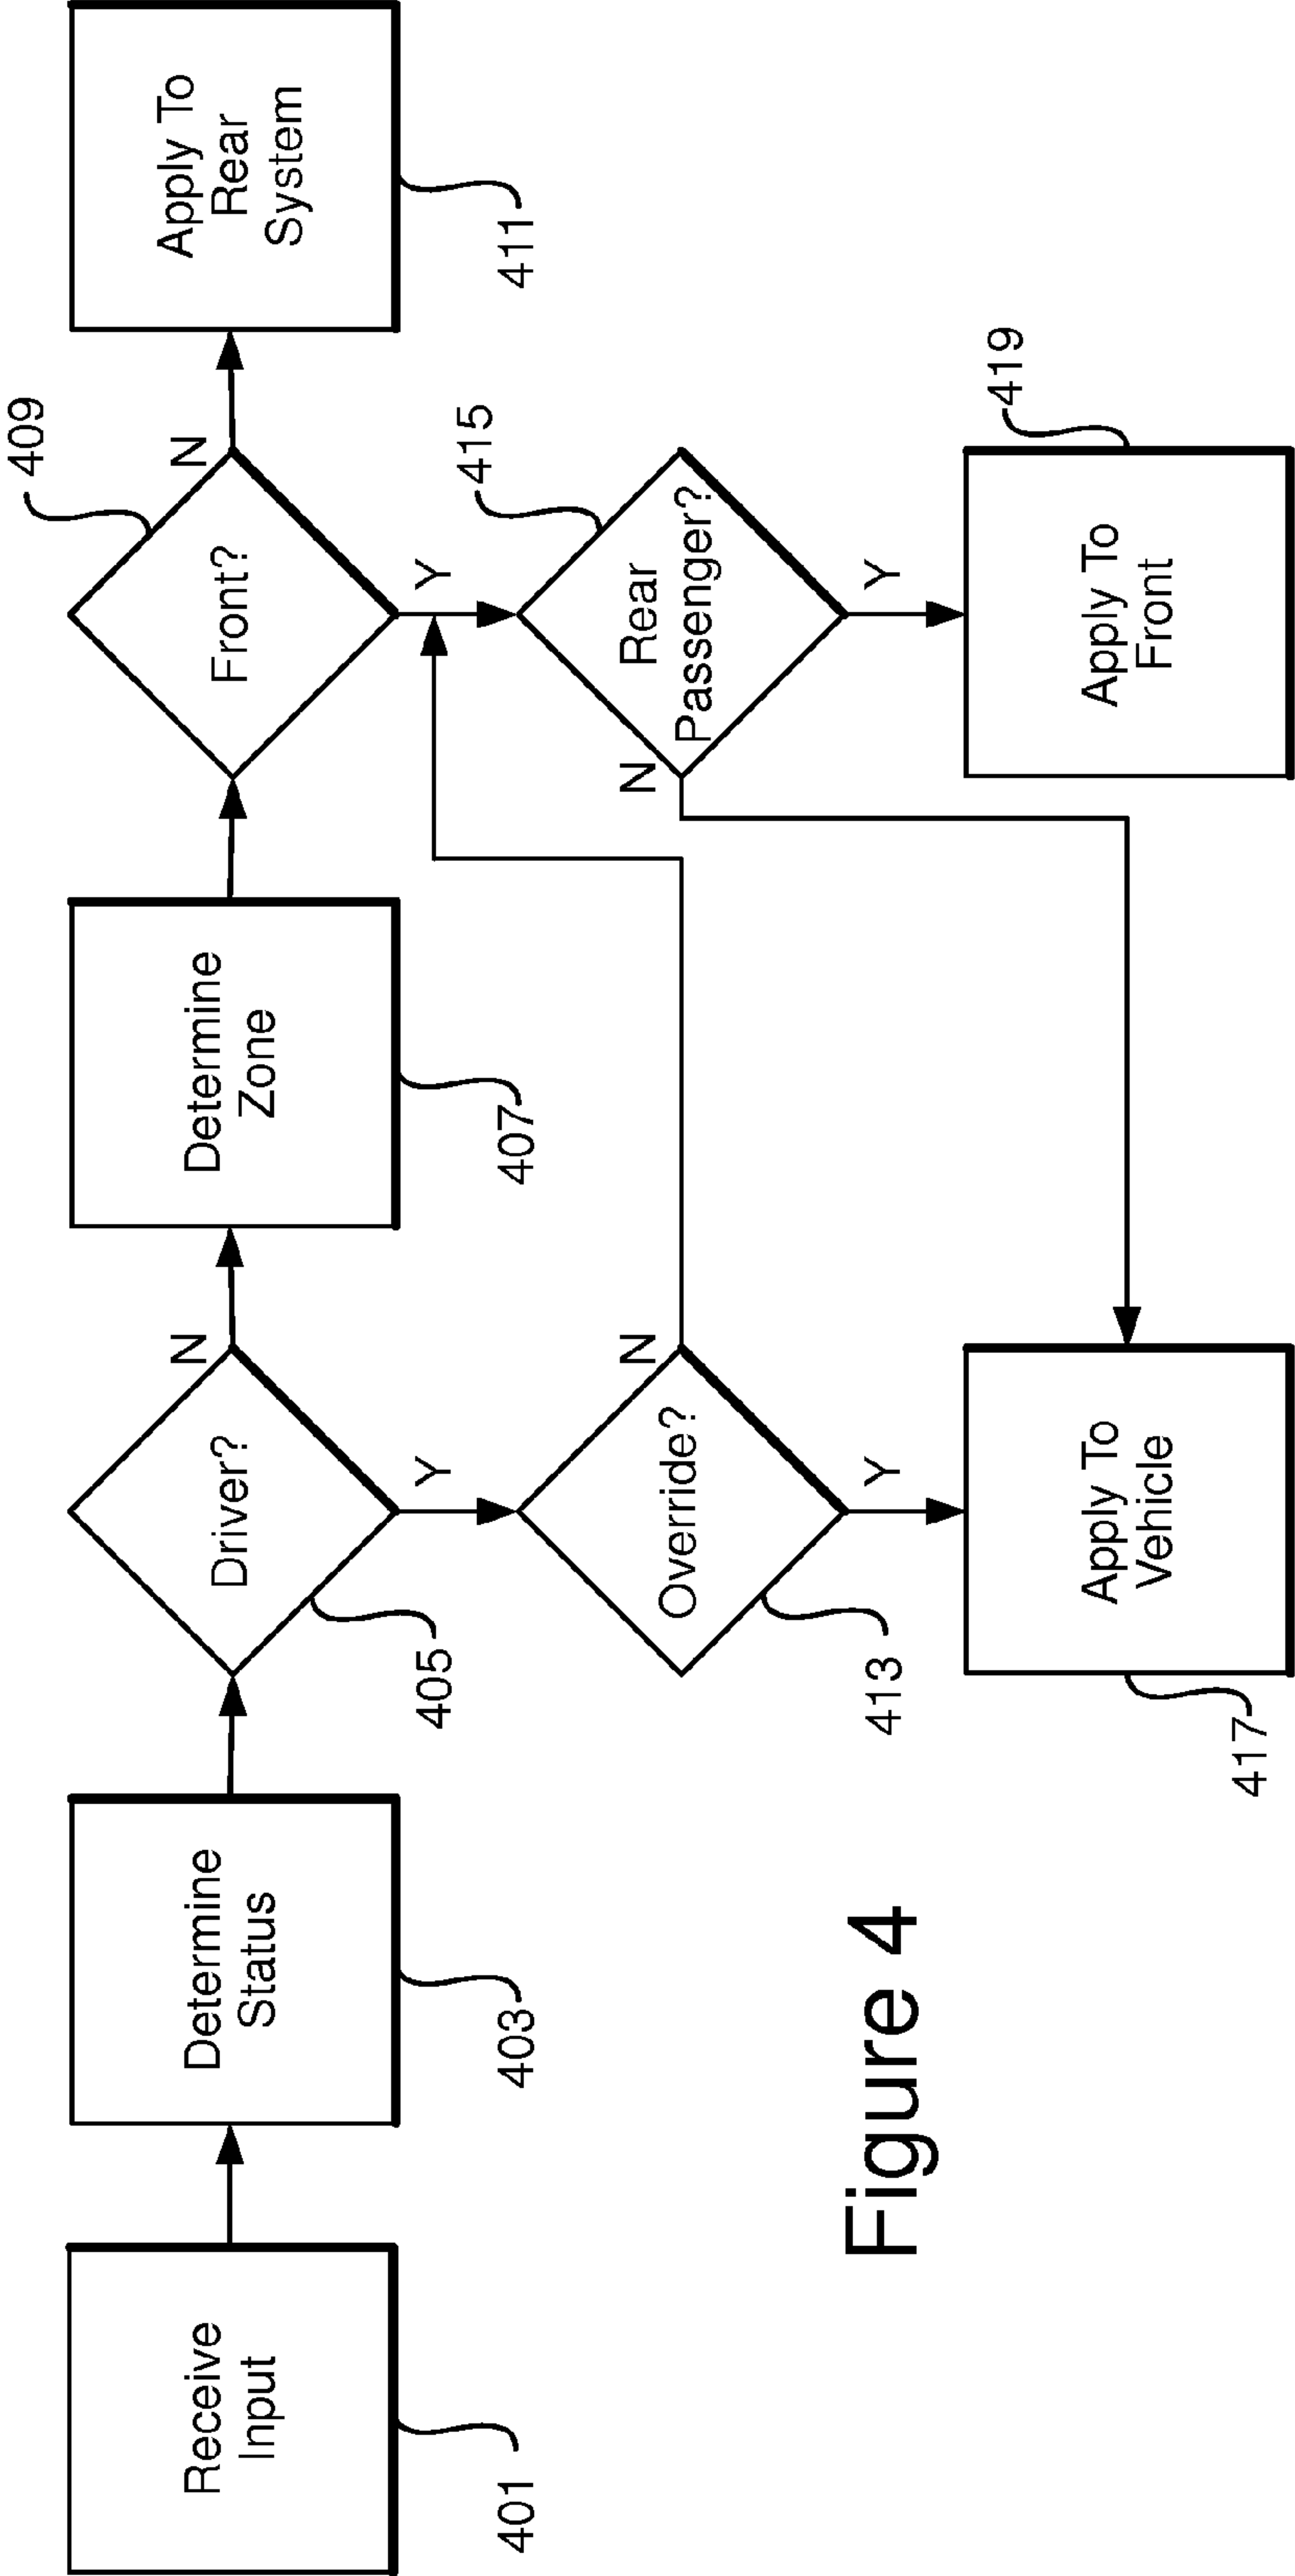 Receive
Input
401
Determine
Status
403
Driver?
405
N
Y
Determine
Zone
407
Front?
409
N
Y
Apply To
Rear
System
411
Override?
413
N
Y
Rear
Passenger?
415
N
Y
Apply To
Vehicle
417
Apply To
Front
419
Figure 4